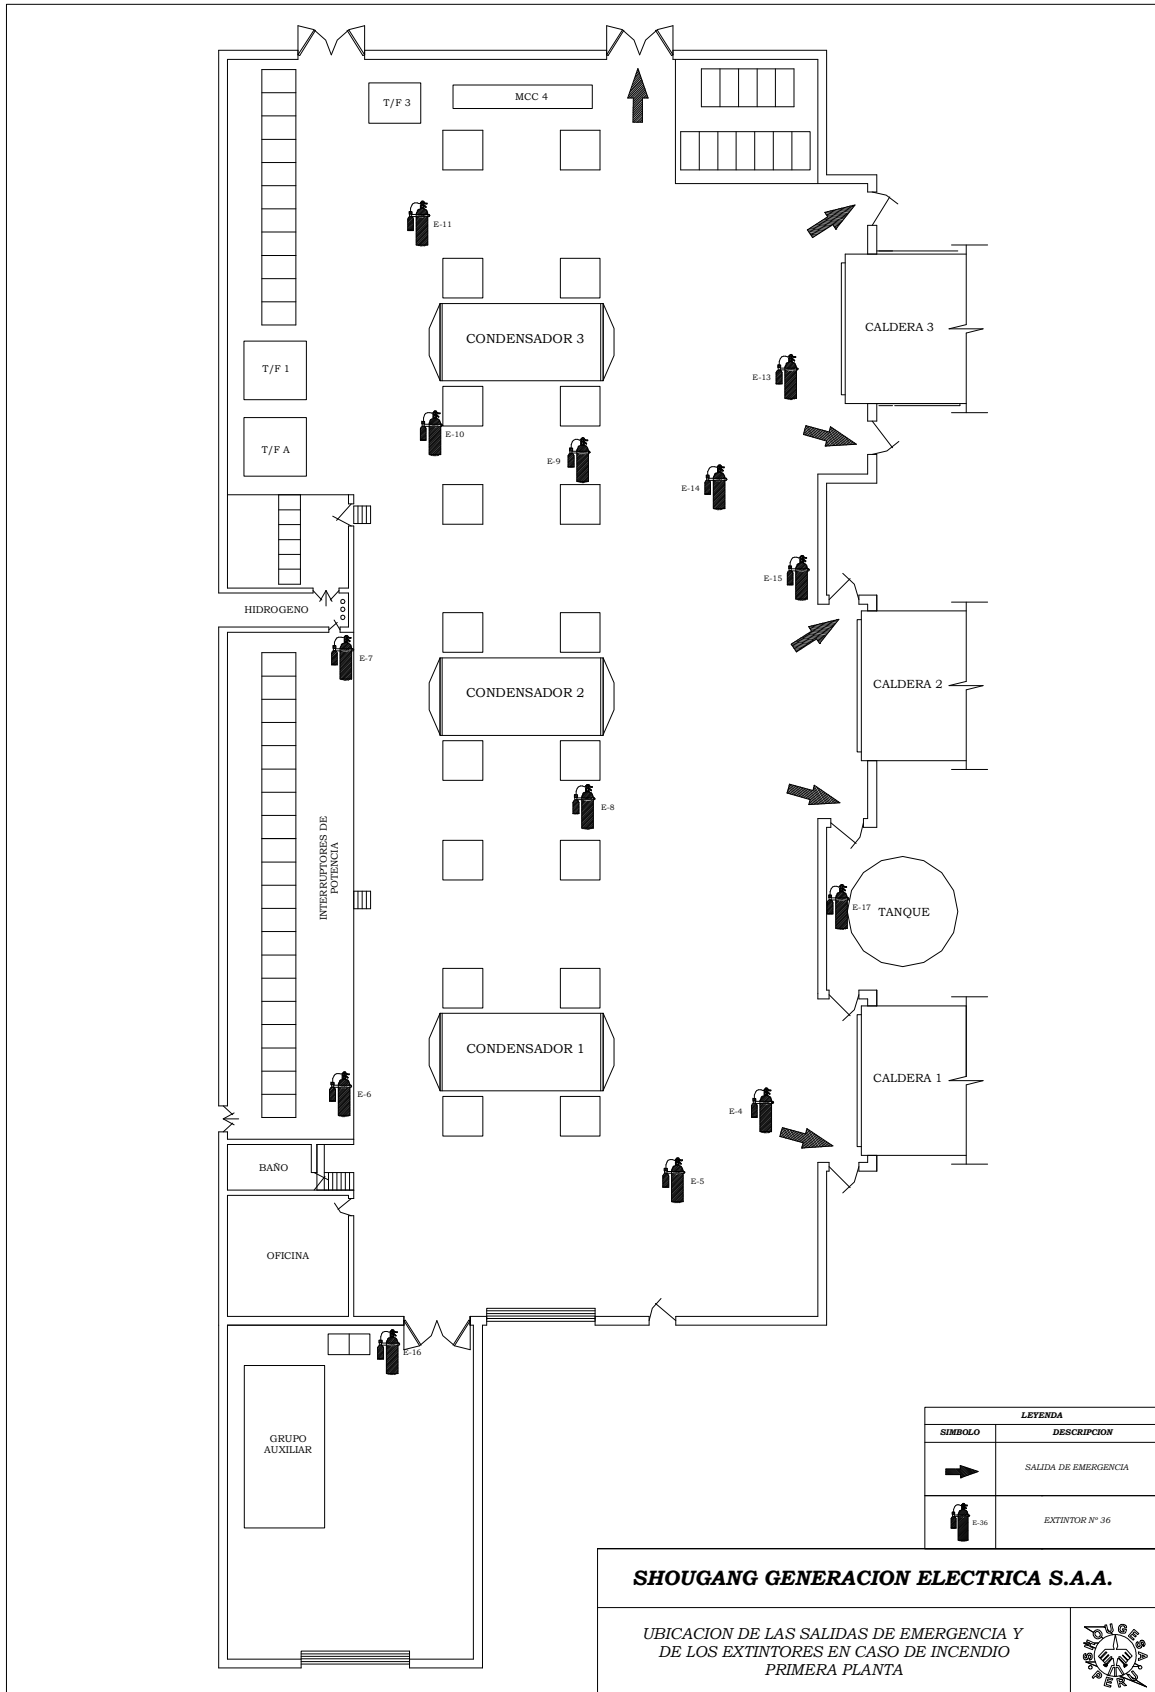 T/F 3
MCC 4
E-11
CONDENSADOR 3
CALDERA 3
T/F 1
E-13
T/F A
E-10
E-9
E-14
E-15
HIDROGENO
E-7
CONDENSADOR 2
CALDERA 2
E-8
INTERRUPTORES DE
POTENCIA
E-17
TANQUE
CONDENSADOR 1
CALDERA 1
E-6
E-4
BAÑO
E-5
OFICINA
E-16
GRUPO
AUXILIAR
LEYENDA
SIMBOLO
DESCRIPCION
SALIDA DE EMERGENCIA
E-36
EXTINTOR Nº 36
SHOUGANG GENERACION ELECTRICA S.A.A.
UBICACION DE LAS SALIDAS DE EMERGENCIA Y
DE LOS EXTINTORES EN CASO DE INCENDIO
PRIMERA PLANTA
SHOUGESA
PERU